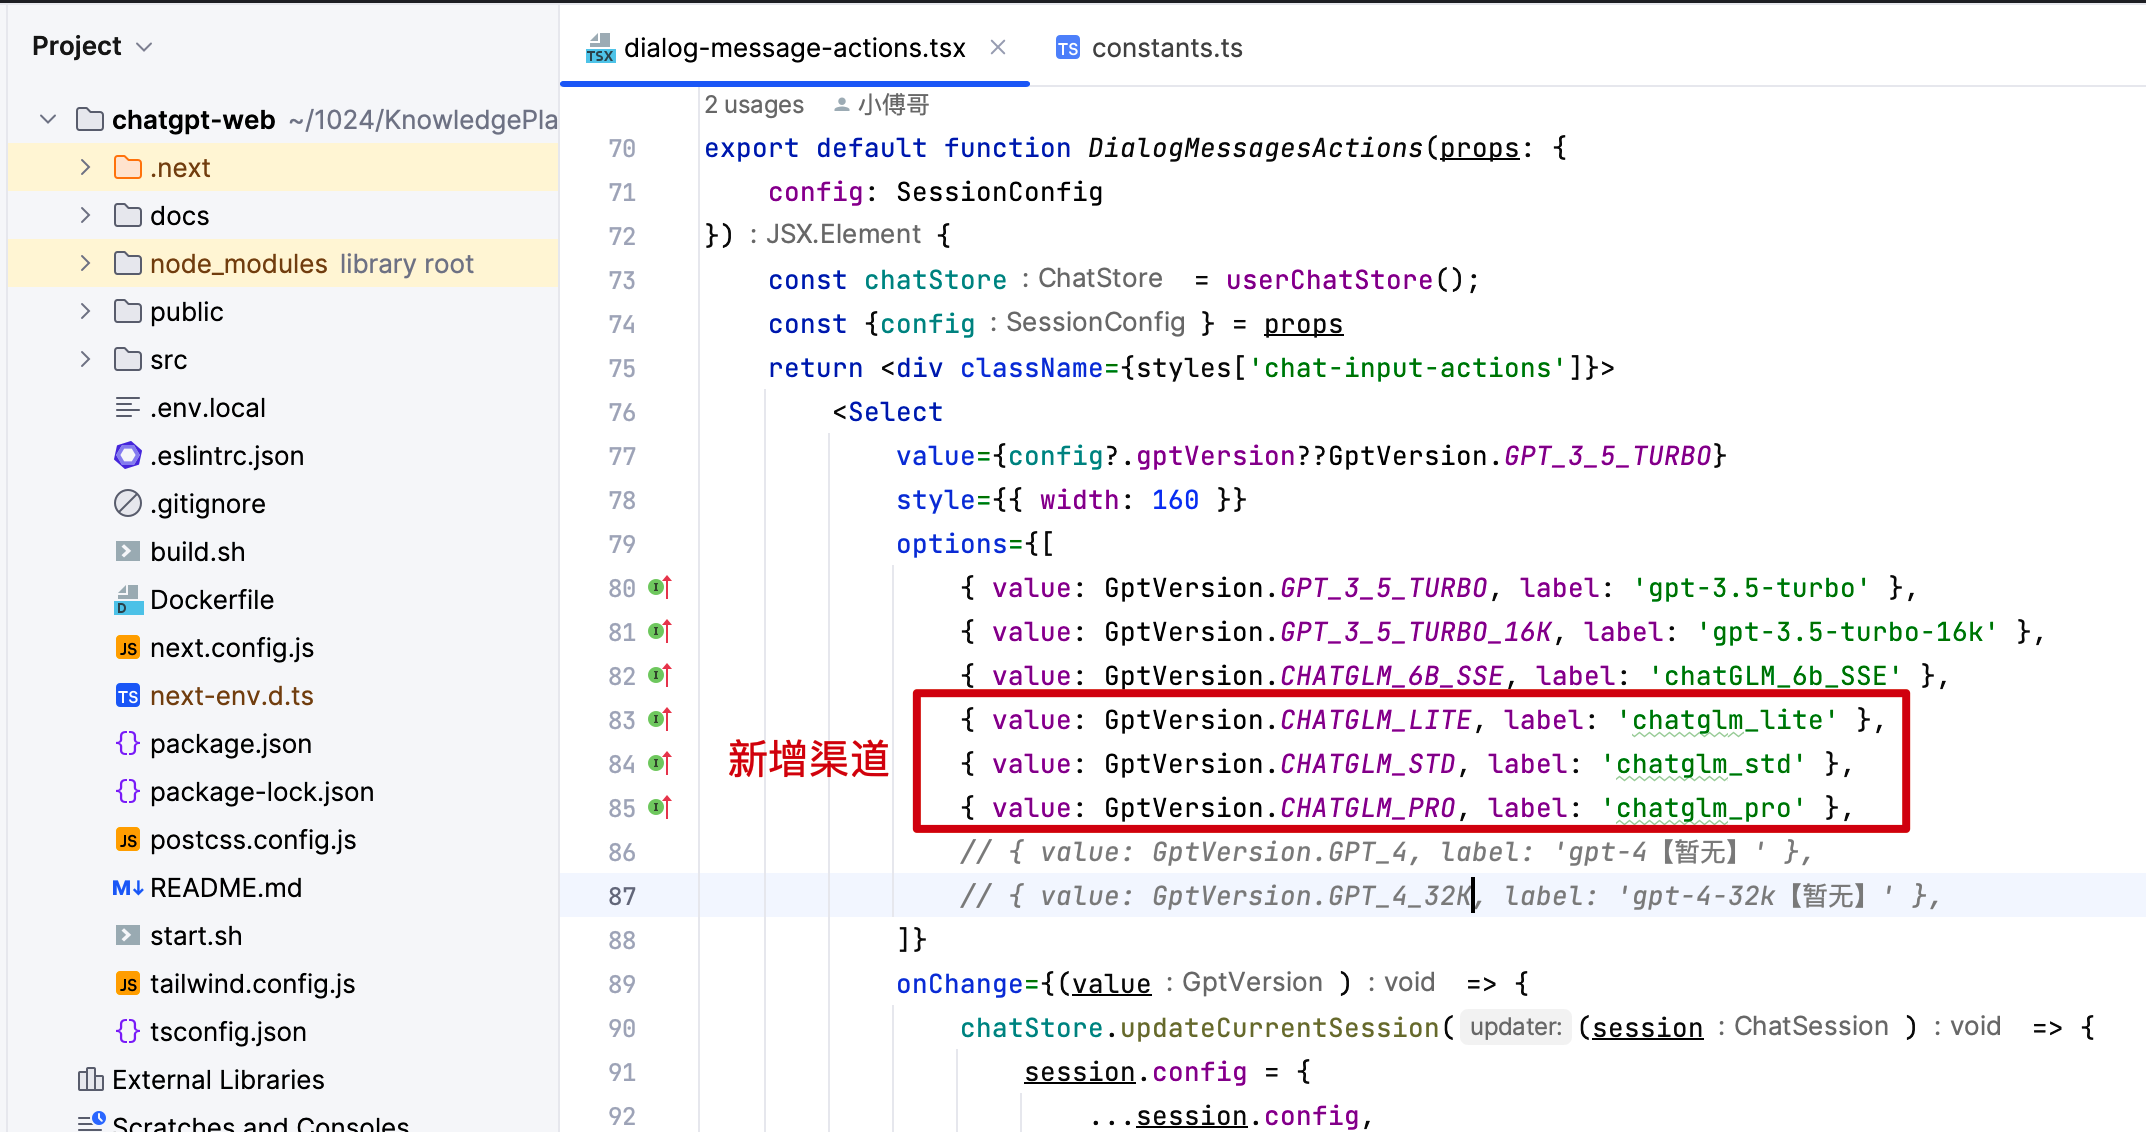 Project
dialog-message-actions.tsx
constants.ts
chatgpt-web ~/1024/KnowledgePla
.next
docs
node_modules library root
public
src
.env.local
.eslintrc.json
.gitignore
build.sh
Dockerfile
next.config.js
next-env.d.ts
package.json
package-lock.json
postcss.config.js
README.md
start.sh
tailwind.config.js
tsconfig.json
External Libraries
Scratches and Consoles
2 usages 小傅哥
70 export default function DialogMessagesActions(props: {
71 config: SessionConfig
72 }) : JSX.Element {
73 const chatStore : ChatStore = userChatStore();
74 const {config : SessionConfig } = props
75 return <div className={styles['chat-input-actions']}>
76 <Select
77 value={config?.gptVersion??GptVersion.GPT_3_5_TURBO}
78 style={{ width: 160 }}
79 options={[
80 { value: GptVersion.GPT_3_5_TURBO, label: 'gpt-3.5-turbo' },
81 { value: GptVersion.GPT_3_5_TURBO_16K, label: 'gpt-3.5-turbo-16k' },
82 { value: GptVersion.CHATGLM_6B_SSE, label: 'chatGLM_6b_SSE' },
83 { value: GptVersion.CHATGLM_LITE, label: 'chatglm_lite' },
新增渠道
84 { value: GptVersion.CHATGLM_STD, label: 'chatglm_std' },
85 { value: GptVersion.CHATGLM_PRO, label: 'chatglm_pro' },
86 // { value: GptVersion.GPT_4, label: 'gpt-4【暂无】' },
87 // { value: GptVersion.GPT_4_32K, label: 'gpt-4-32k【暂无】' },
88 ]}
89 onChange={(value : GptVersion ) : void => {
90 chatStore.updateCurrentSession( updater: (session : ChatSession ) : void => {
91 session.config = {
92 ...session.config,